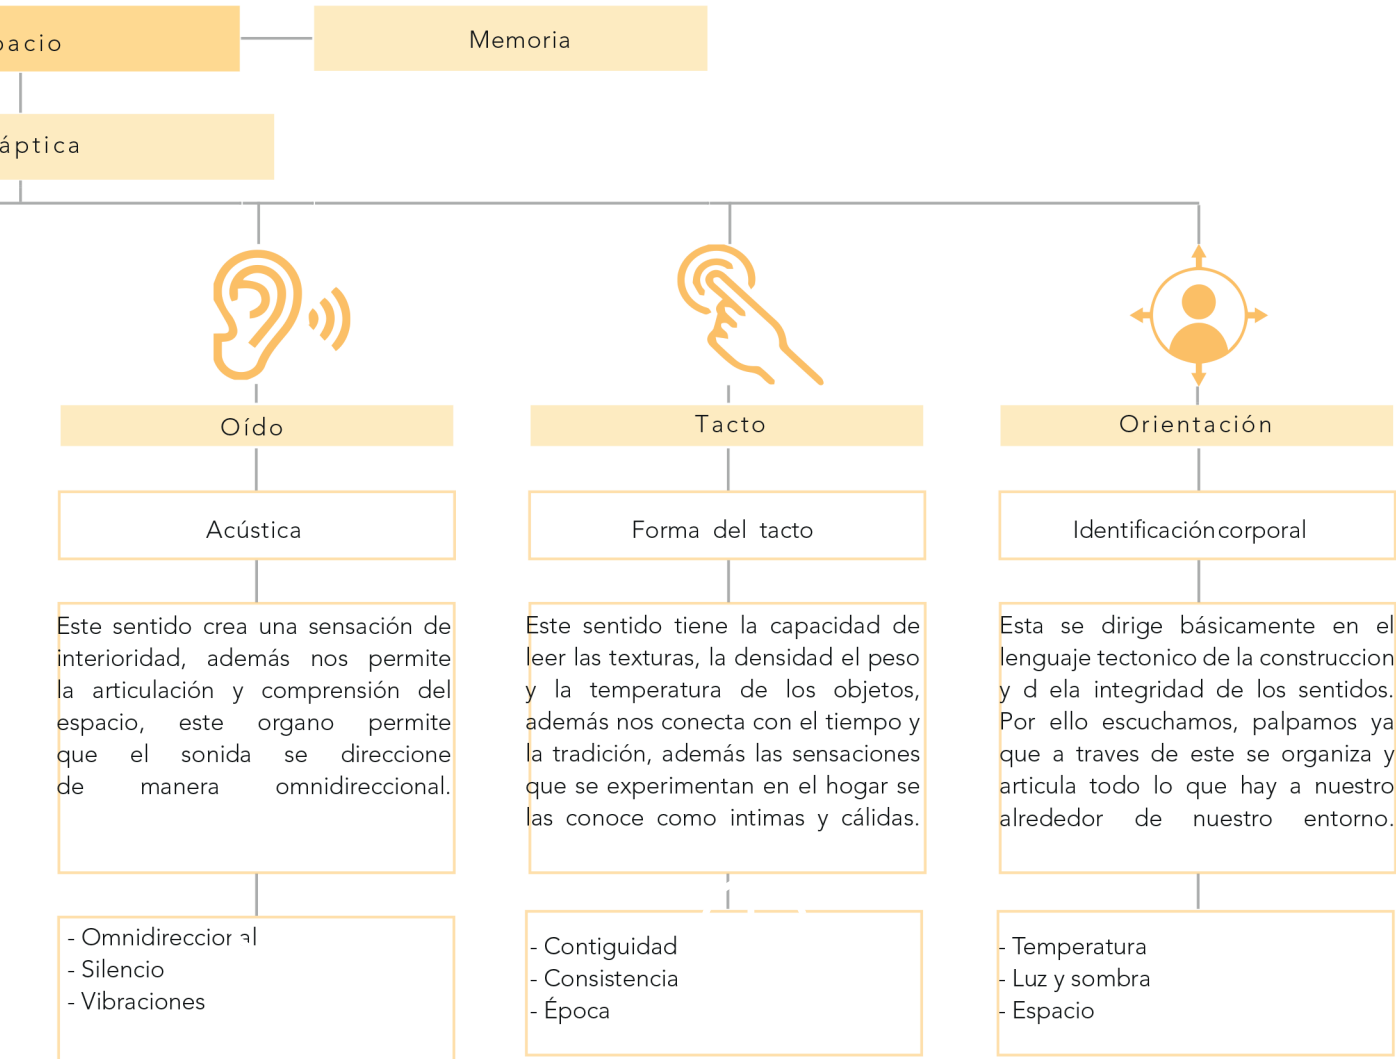 pacio
Memoria
áptica
Oído
Acústica
Este sentido crea una sensación de
interioridad, además nos permite
la articulación y comprensión del
espacio, este organo permite
que el sonida se direccione
de manera omnidireccional.
- Omnidireccional
- Silencio
- Vibraciones
Tacto
Forma del tacto
Este sentido tiene la capacidad de
leer las texturas, la densidad el peso
y la temperatura de los objetos,
además nos conecta con el tiempo y
la tradición, además las sensaciones
que se experimentan en el hogar se
las conoce como intimas y cálidas.
- Contiguidad
- Consistencia
- Época
Orientación
Identificación corporal
Esta se dirige básicamente en el
lenguaje tectonico de la construccion
y d ela integridad de los sentidos.
Por ello escuchamos, palpamos ya
que a traves de este se organiza y
articula todo lo que hay a nuestro
alrededor de nuestro entorno.
- Temperatura
- Luz y sombra
- Espacio